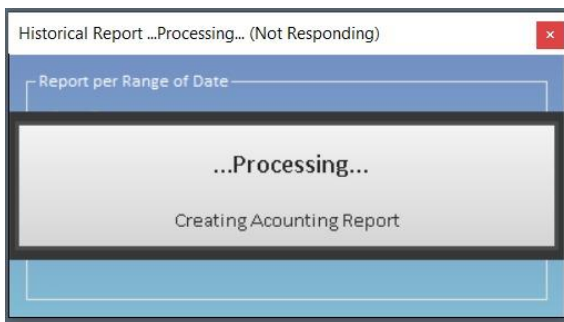 Historical Report ...Processing... (Not Responding)
Report per Range of Date
...Processing...
Creating Acounting Report